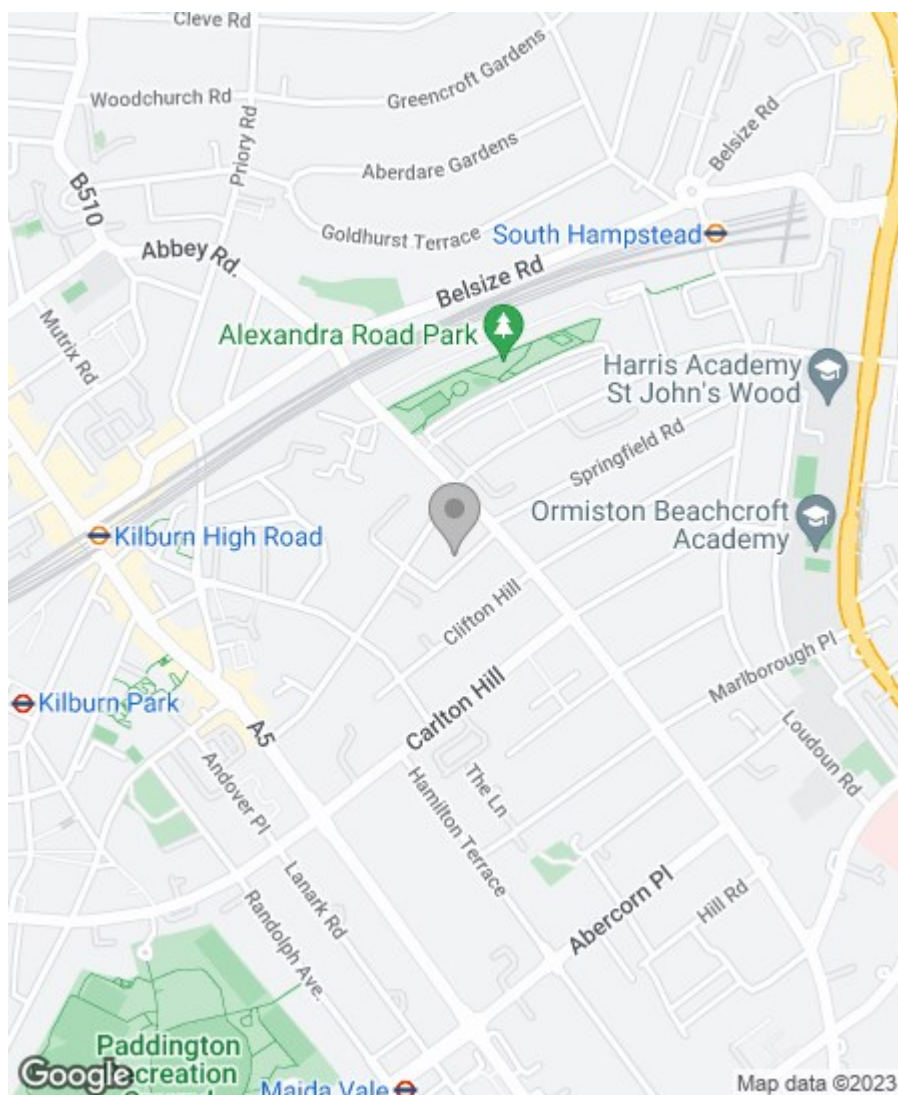 Cleve Rd
Greencroft Gardens
Woodchurch Rd
Priory Rd
Belsize Rd
Aberdare Gardens
B510
Goldhurst Terrace
South Hampstead
Abbey Rd.
Belsize Rd
Mutrix Rd
Alexandra Road Park
Harris Academy
St John's Wood
Springfield Rd
Ormiston Beachcroft
Academy
Kilburn High Road
Clifton Hill
Marlborough Pl
Kilburn Park
Carlton Hill
A5
Loudoun Rd
Andover Pl
The Ln
Hamilton Terrace
Lanark Rd
Randolph Ave.
Abercorn Pl
Hill Rd
Paddington
Recreation
Google
Maida Vale
Map data ©2023